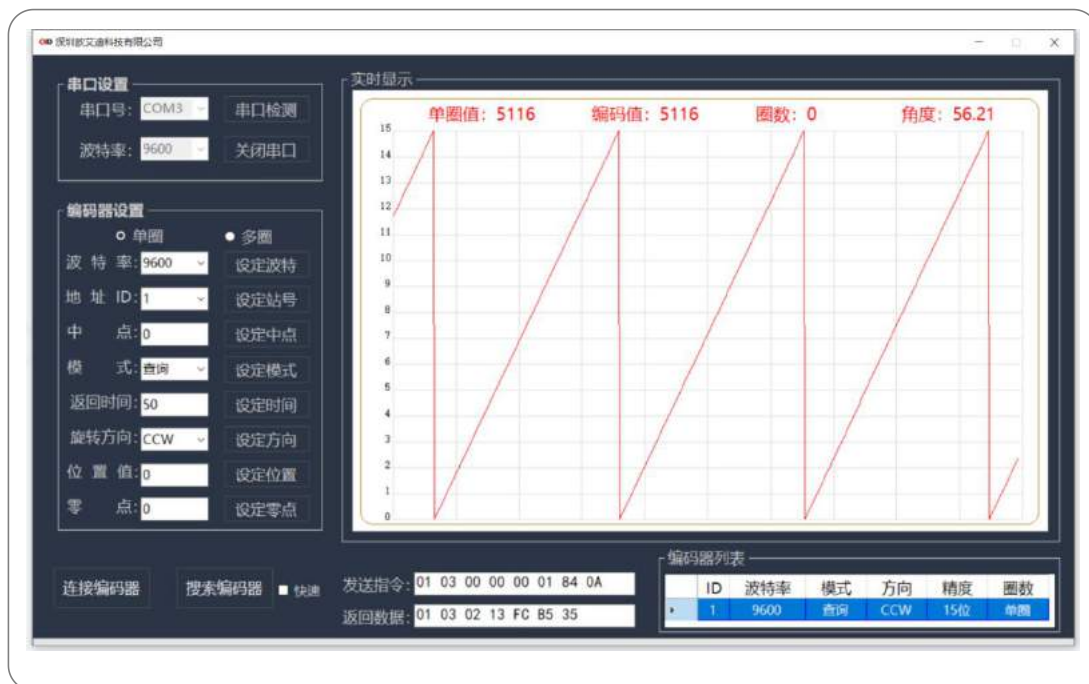 深圳欧艾迪科技有限公司
串口设置
串口号: COM3 串口检测
波特率: 9600 关闭串口
编码器设置
单圈 多圈
波 特 率: 9600 设定波特
地 址 ID: 1 设定站号
中 点: 0 设定中点
模 式: 查询 设定模式
返回时间: 50 设定时间
旋转方向: CCW 设定方向
位 置 值: 0 设定位置
零 点: 0 设定零点
连接编码器 搜索编码器 快速
实时显示
单圈值: 5116 编码值: 5116 圈数: 0 角度: 56.21
15
14
13
12
11
10
9
8
7
6
5
4
3
2
1
0
发送指令: 01 03 00 00 00 01 84 0A
返回数据: 01 03 02 13 FC B5 35
编码器列表
ID 波特率 模式 方向 精度 圈数
1 9600 查询 CCW 15位 单圈